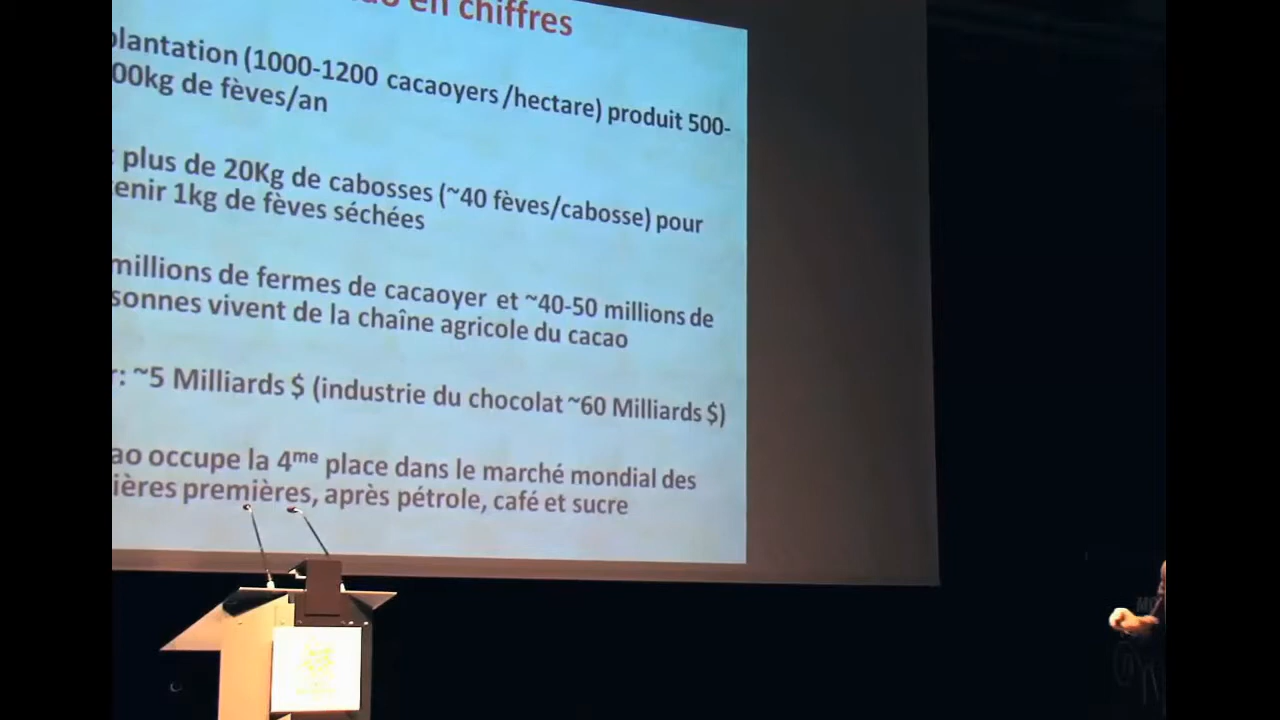 en chiffres
plantation (1000-1200 cacaoyers /hectare) produit 500-
00kg de fèves/an
plus de 20Kg de cabosses (~40 fèves/cabosse) pour
enir 1kg de fèves séchées
millions de fermes de cacaoyer et ~40-50 millions de
sonnes vivent de la chaîne agricole du cacao
r: ~5 Milliards $ (industrie du chocolat ~60 Milliards $)
ao occupe la 4me place dans le marché mondial des
ières premières, après pétrole, café et sucre